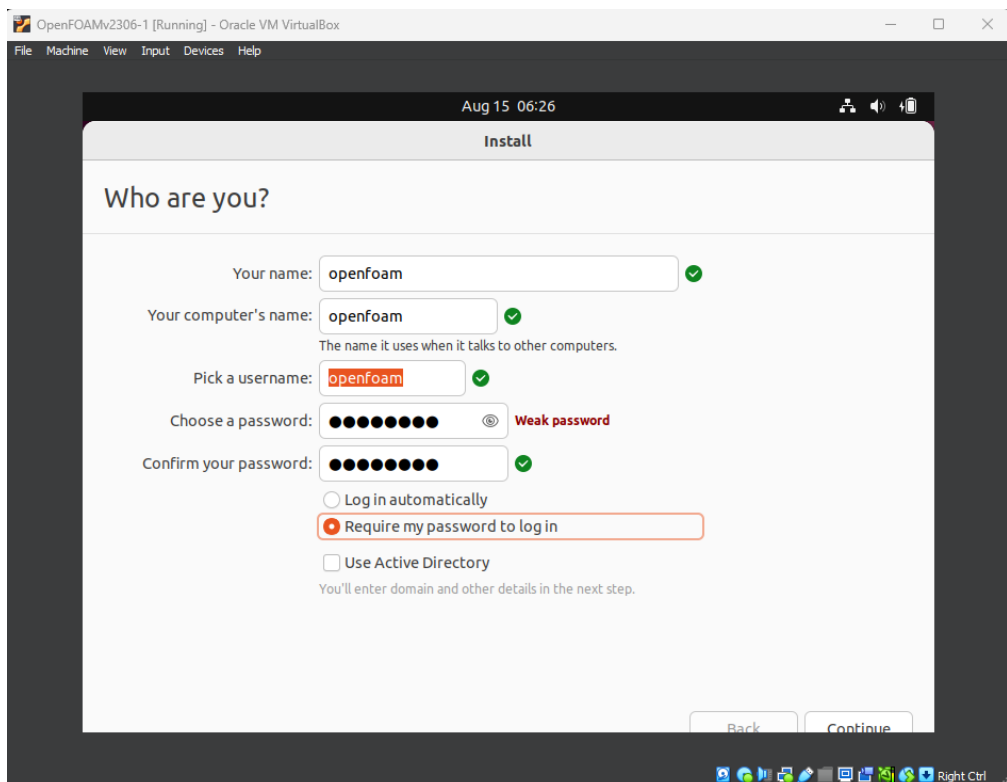 OpenFOAMv2306-1 [Running] - Oracle VM VirtualBox
File Machine View Input Devices Help
Aug 15 06:26
Install
Who are you?
Your name: openfoam
Your computer's name: openfoam
The name it uses when it talks to other computers.
Pick a username: openfoam
Choose a password: ●●●●●●●● Weak password
Confirm your password: ●●●●●●●●
Log in automatically
Require my password to log in
Use Active Directory
You'll enter domain and other details in the next step.
Back Continue
Right Ctrl